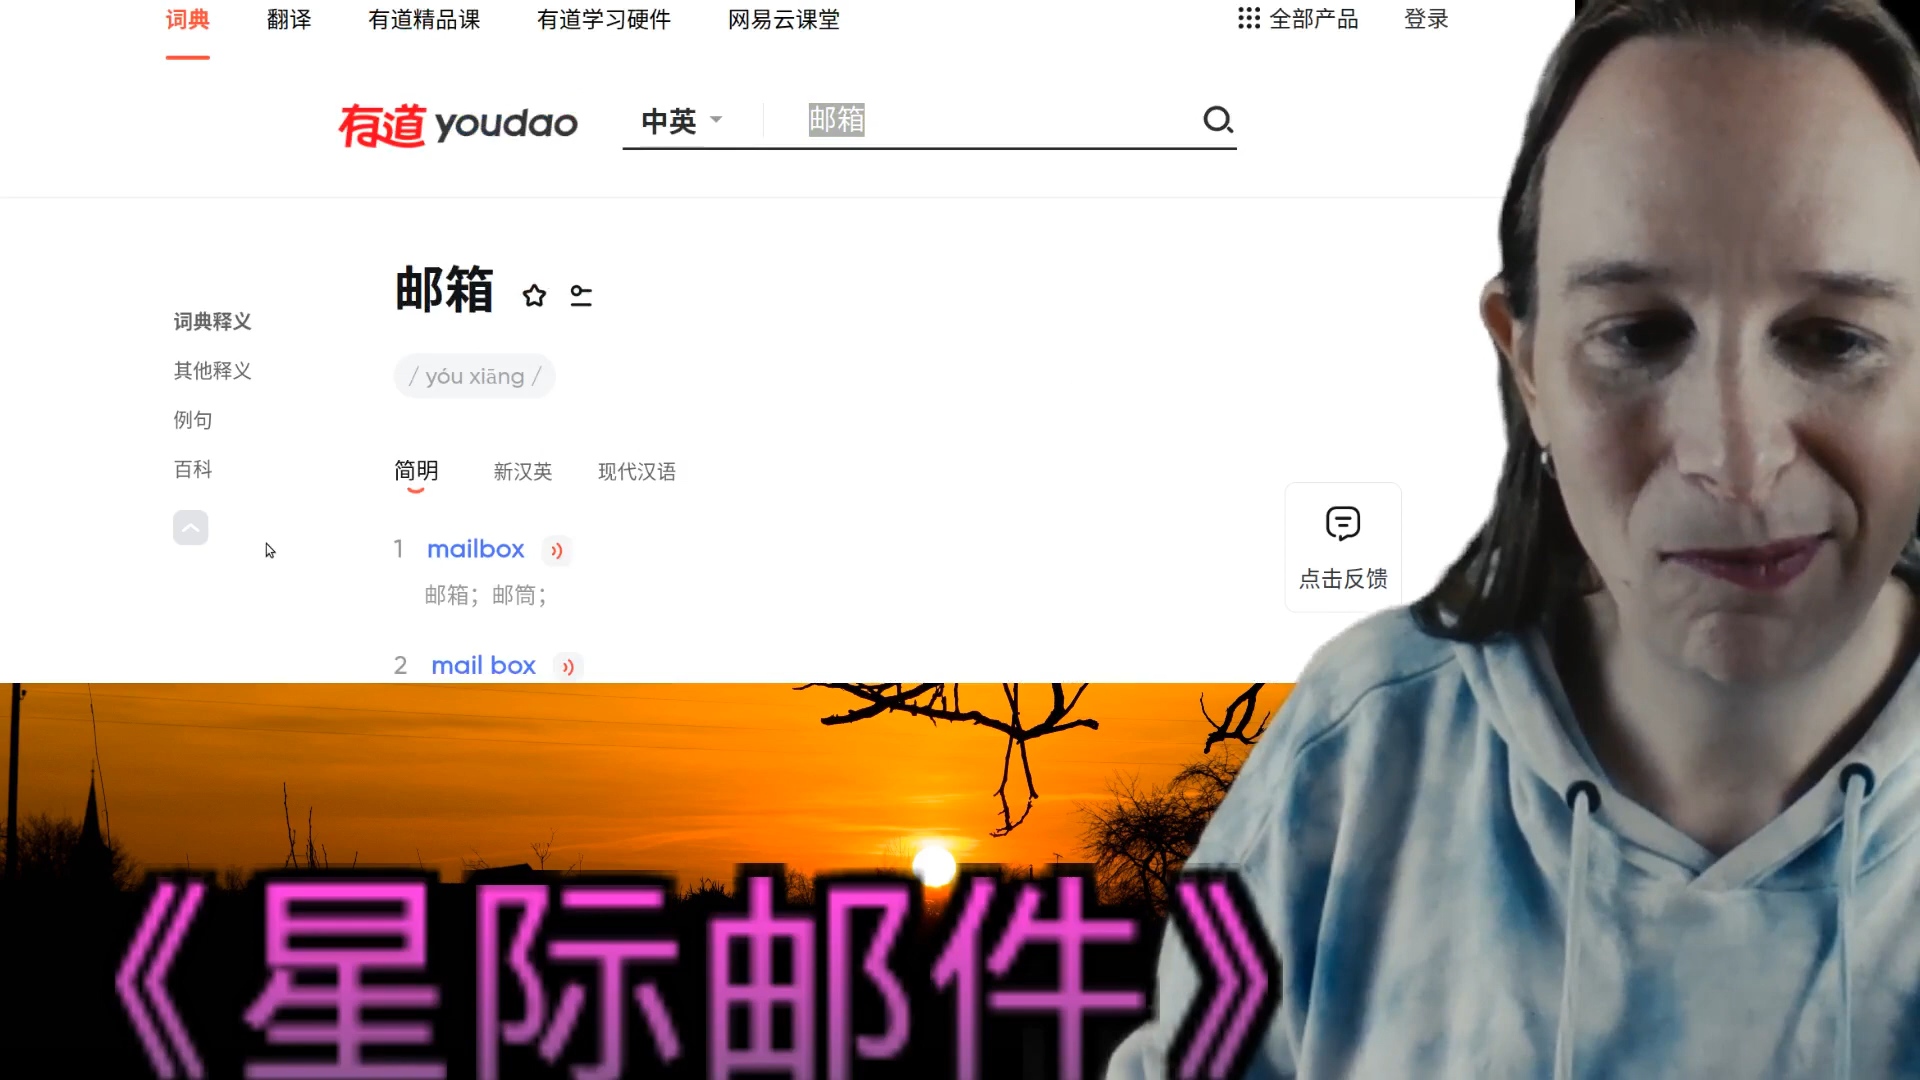 词典 翻译 有道精品课 有道学习硬件 网易云课堂 全部产品 登录
有道 youdao 中英 邮箱
邮箱
/ yóu xiāng /
词典释义
其他释义
例句
百科
简明 新汉英 现代汉语
1 mailbox
邮箱；邮筒；
2 mail box
点击反馈
《星际邮件》